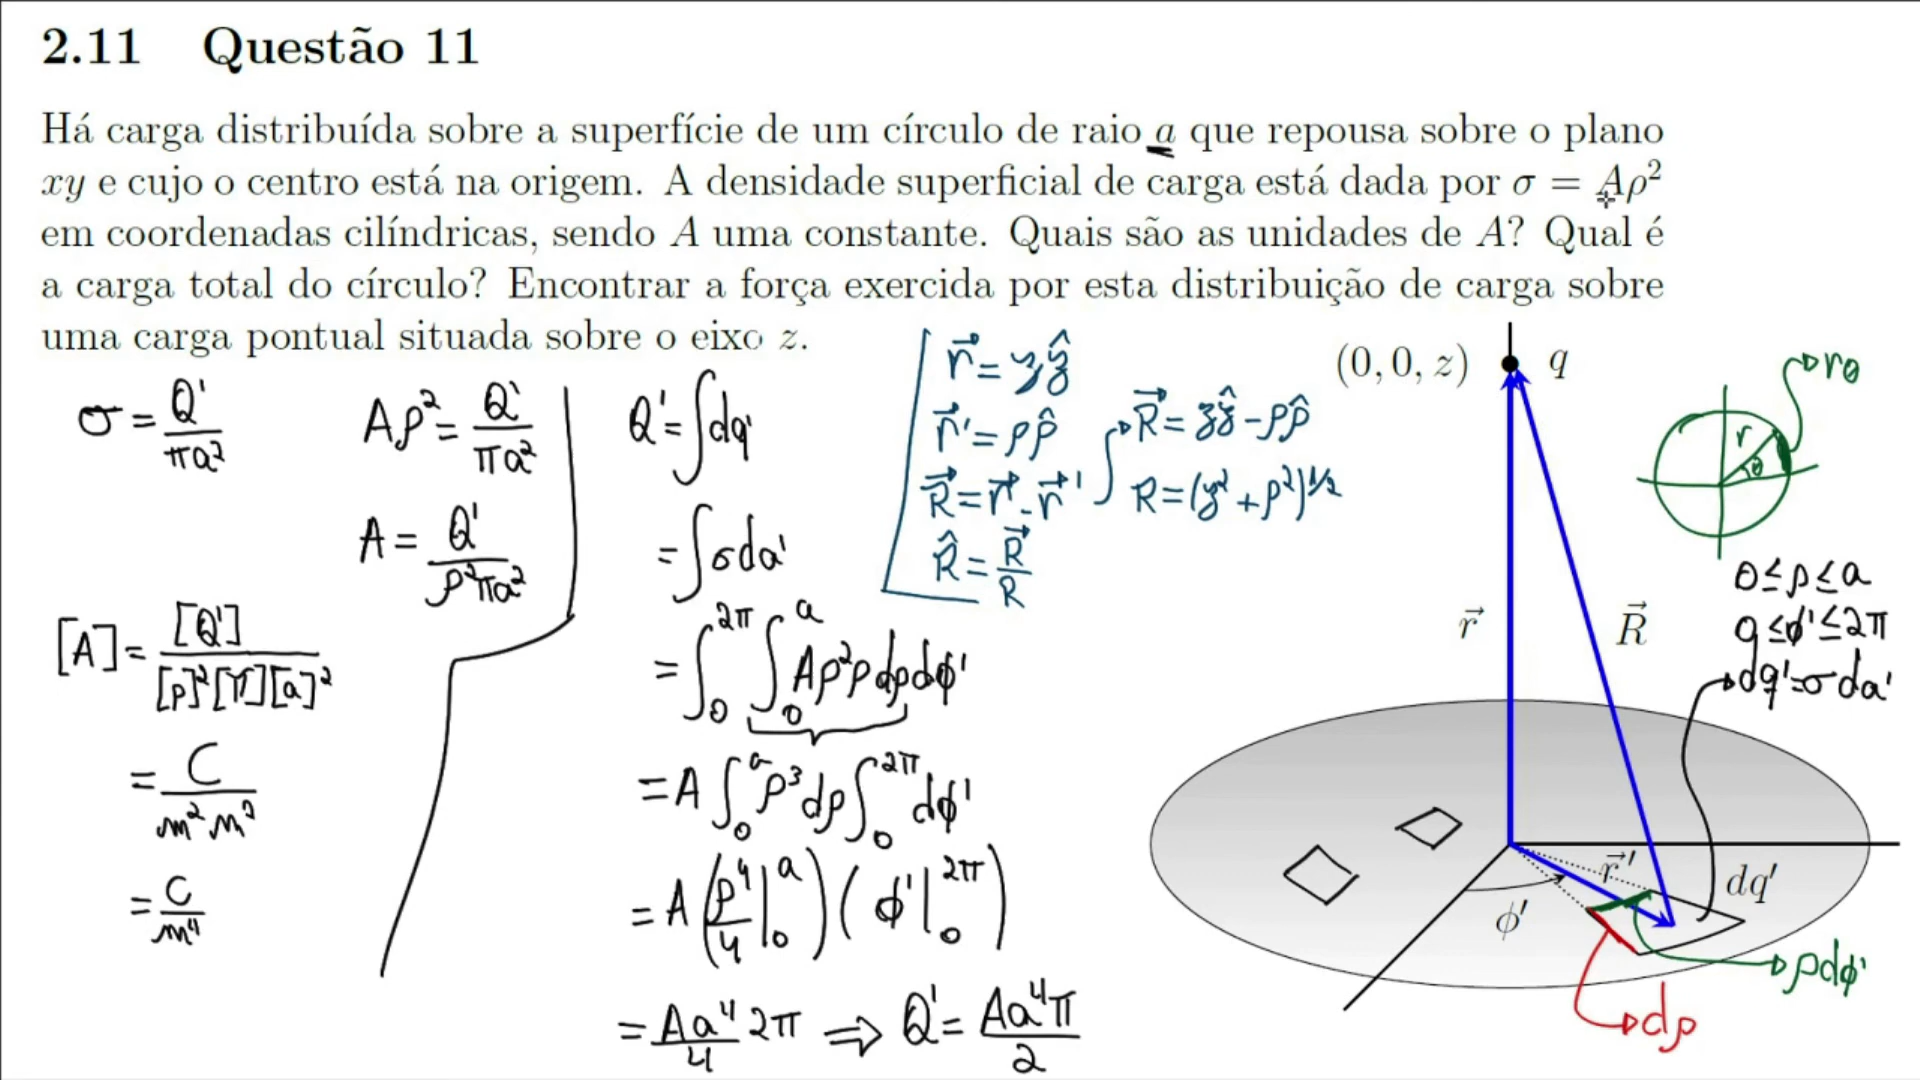 2.11 Questão 11
Há carga distribuída sobre a superfície de um círculo de raio a que repousa sobre o plano
xy e cujo o centro está na origem. A densidade superficial de carga está dada por σ = Aρ²
em coordenadas cilíndricas, sendo A uma constante. Quais são as unidades de A? Qual é
a carga total do círculo? Encontrar a força exercida por esta distribuição de carga sobre
uma carga pontual situada sobre o eixo z.
σ = Q'/πa²
Aρ² = Q'/πa²
A = Q'/ρ²πa²
[A] = [Q']/[ρ]²[π][a]²
= C/m² m²
= C/m⁴
Q' = ∫dq'
= ∫σda'
= ∫₀^2π ∫₀^a Aρ²ρdρdφ'
= A ∫₀^a ρ³dρ ∫₀^2π dφ'
= A (ρ⁴/4 |₀^a) (φ' |₀^2π)
= Aa⁴/4 2π ⇒ Q' = Aa⁴π/2
r⃗ = zẑ
r⃗' = ρρ̂
R⃗ = r⃗ - r⃗'
R̂ = R⃗/R
R⃗ = zẑ - ρρ̂
R = (z² + ρ²)^1/2
(0, 0, z) q
rθ
r
θ
0 ≤ ρ ≤ a
0 ≤ φ' ≤ 2π
dq' = σda'
r⃗
R⃗
r⃗'
dq'
φ'
ρdφ'
dρ